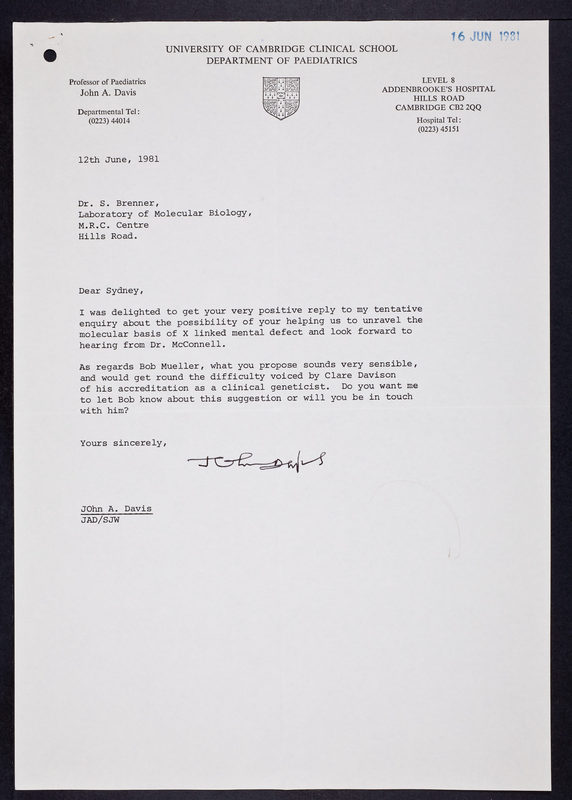 16 JUN 1981
UNIVERSITY OF CAMBRIDGE CLINICAL SCHOOL
DEPARTMENT OF PAEDIATRICS
Professor of Paediatrics
John A. Davis
Departmental Tel:
(0223) 44014
LEVEL 8
ADDENBROOKE'S HOSPITAL
HILLS ROAD
CAMBRIDGE CB2 2QQ
Hospital Tel:
(0223) 45151
12th June, 1981
Dr. S. Brenner,
Laboratory of Molecular Biology,
M.R.C. Centre
Hills Road.
Dear Sydney,
I was delighted to get your very positive reply to my tentative
enquiry about the possibility of your helping us to unravel the
molecular basis of X linked mental defect and look forward to
hearing from Dr. McConnell.
As regards Bob Mueller, what you propose sounds very sensible,
and would get round the difficulty voiced by Clare Davison
of his accreditation as a clinical geneticist. Do you want me
to let Bob know about this suggestion or will you be in touch
with him?
Yours sincerely,
John Davis
JOhn A. Davis
JAD/SJW